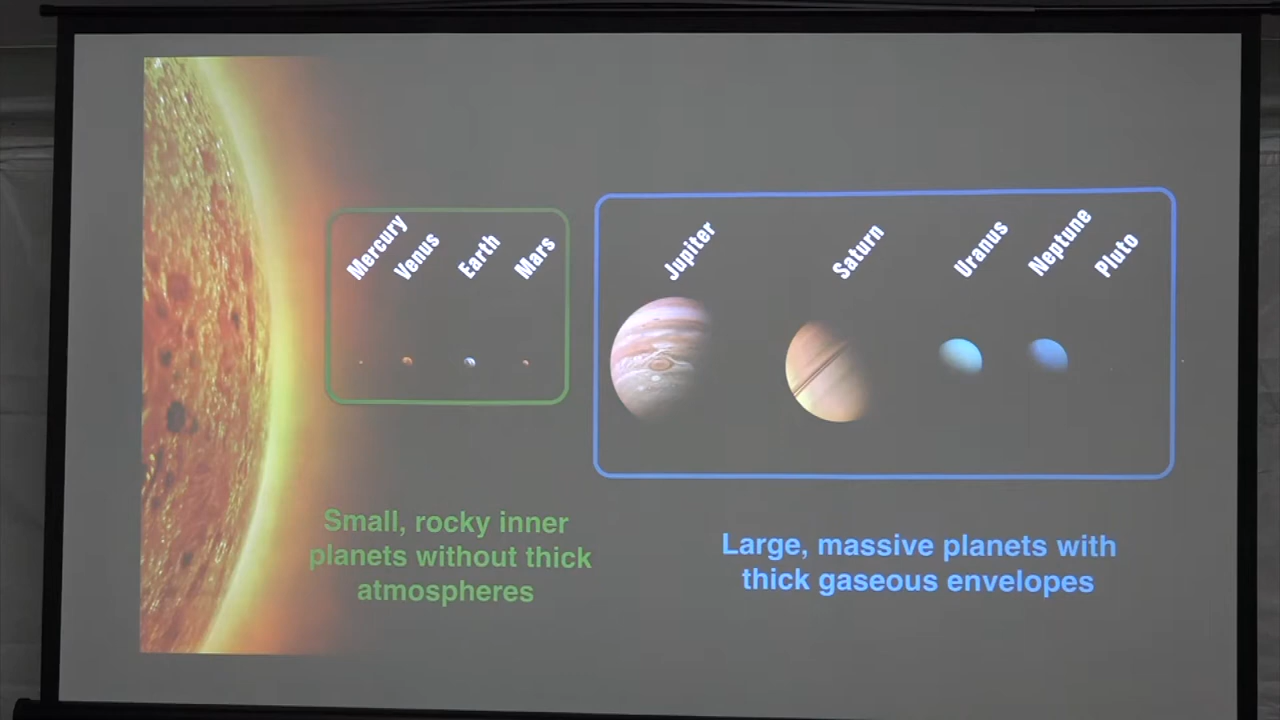 Mercury
Venus
Earth
Mars
Jupiter
Saturn
Uranus
Neptune
Pluto
Small, rocky inner
planets without thick
atmospheres
Large, massive planets with
thick gaseous envelopes